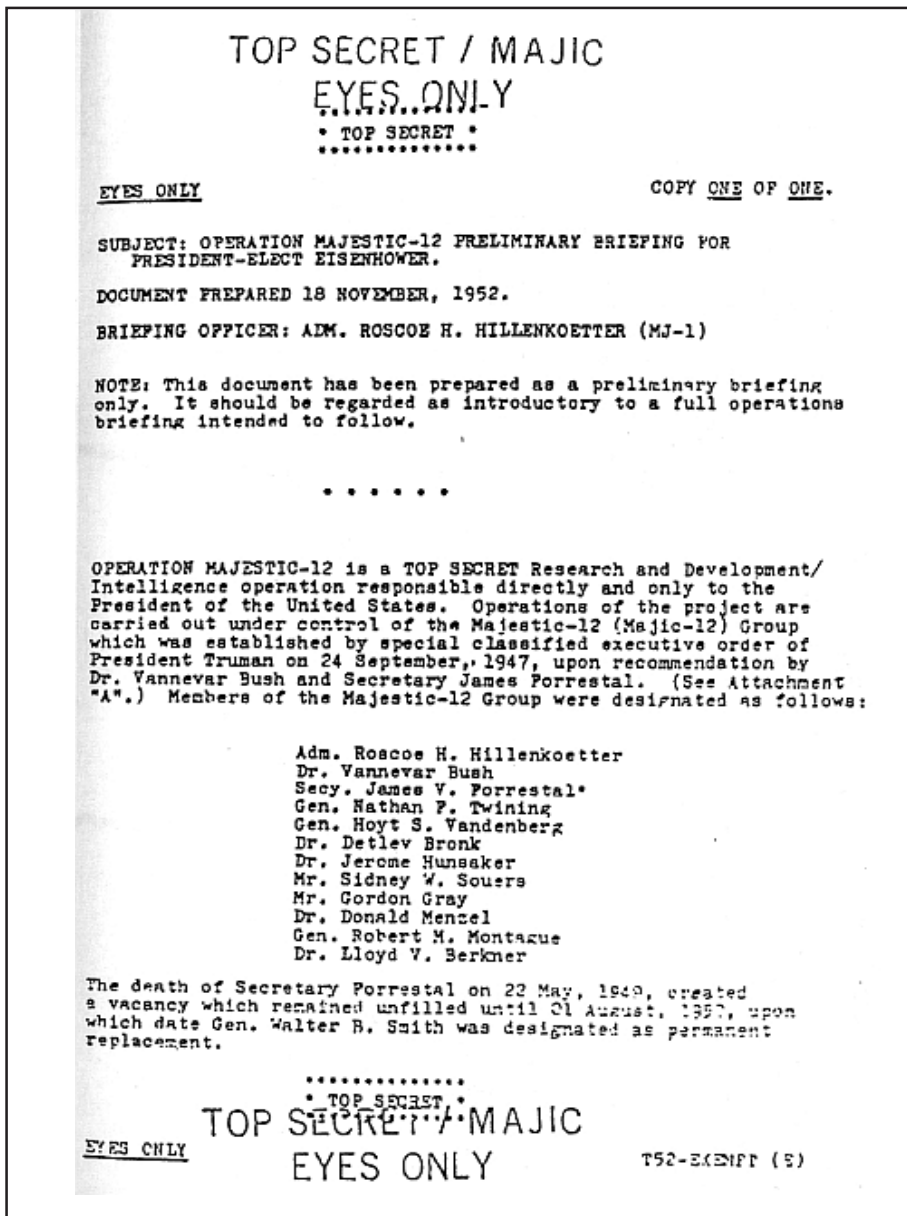 TOP SECRET / MAJIC
EYES ONLY
• TOP SECRET •
EYES ONLY COPY ONE OF ONE.
SUBJECT: OPERATION MAJESTIC-12 PRELIMINARY BRIEFING FOR
PRESIDENT-ELECT EISENHOWER.
DOCUMENT PREPARED 18 NOVEMBER, 1952.
BRIEFING OFFICER: ADM. ROSCOE H. HILLENKOETTER (MJ-1)
NOTE: This document has been prepared as a preliminary briefing
only. It should be regarded as introductory to a full operations
briefing intended to follow.
• • • • • •
OPERATION MAJESTIC-12 is a TOP SECRET Research and Development/
Intelligence operation responsible directly and only to the
President of the United States. Operations of the project are
carried out under control of the Majestic-12 (Majic-12) Group
which was established by special classified executive order of
President Truman on 24 September, 1947, upon recommendation by
Dr. Vannevar Bush and Secretary James Forrestal. (See Attachment
"A".) Members of the Majestic-12 Group were designated as follows:
Adm. Roscoe H. Hillenkoetter
Dr. Vannevar Bush
Secy. James V. Forrestal*
Gen. Nathan F. Twining
Gen. Hoyt S. Vandenberg
Dr. Detlev Bronk
Dr. Jerome Hunsaker
Mr. Sidney W. Souers
Mr. Gordon Gray
Dr. Donald Menzel
Gen. Robert M. Montague
Dr. Lloyd V. Berkner
The death of Secretary Forrestal on 22 May, 1949, created
a vacancy which remained unfilled until 01 August, upon
which date Gen. Walter B. Smith was designated as permanent
replacement.
• TOP SECRET •
TOP SECRET / MAJIC
EYES ONLY
EYES ONLY T52-EXEMPT (E)